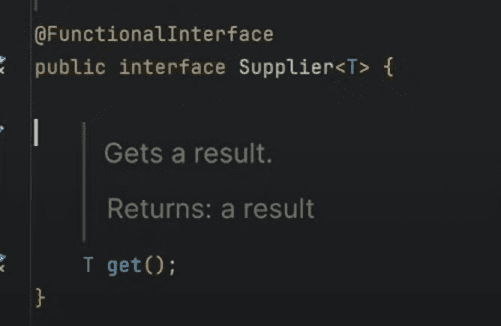 @FunctionalInterface
public interface Supplier<T> {
Gets a result.
Returns: a result
T get();
}